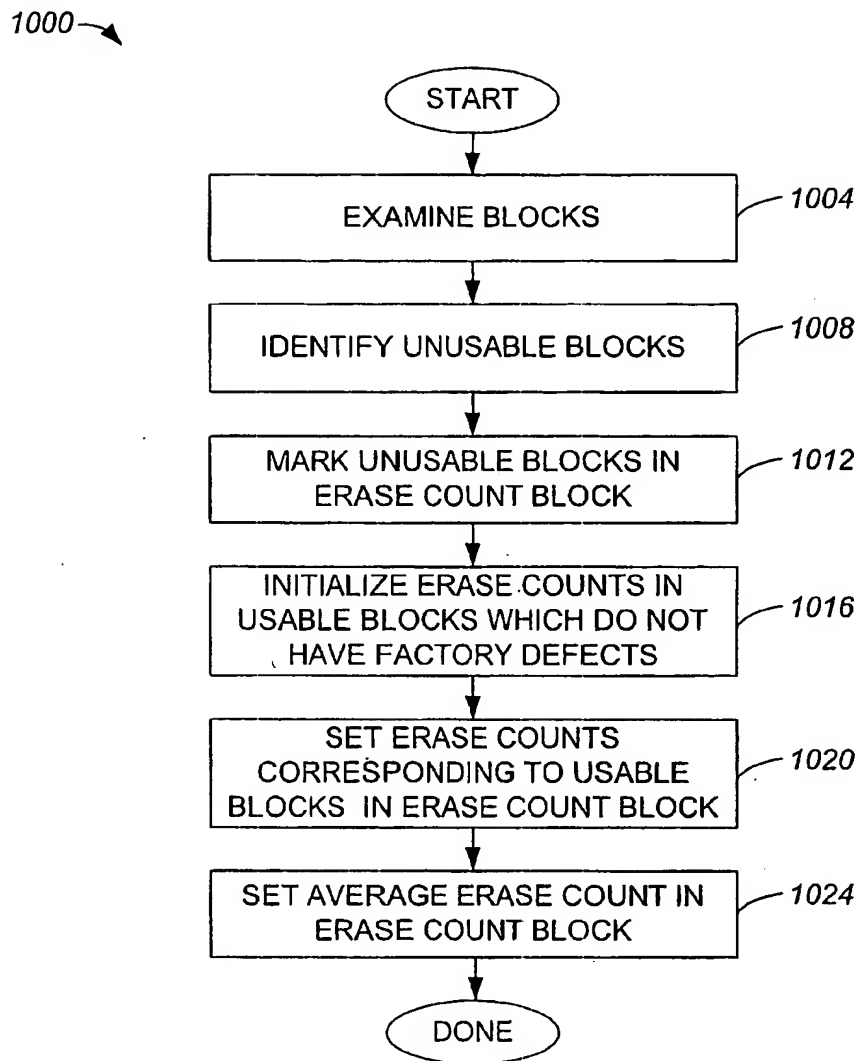 1000
START
EXAMINE BLOCKS
1004
IDENTIFY UNUSABLE BLOCKS
1008
MARK UNUSABLE BLOCKS IN
ERASE COUNT BLOCK
1012
INITIALIZE ERASE COUNTS IN
USABLE BLOCKS WHICH DO NOT
HAVE FACTORY DEFECTS
1016
SET ERASE COUNTS
CORRESPONDING TO USABLE
BLOCKS IN ERASE COUNT BLOCK
1020
SET AVERAGE ERASE COUNT IN
ERASE COUNT BLOCK
1024
DONE